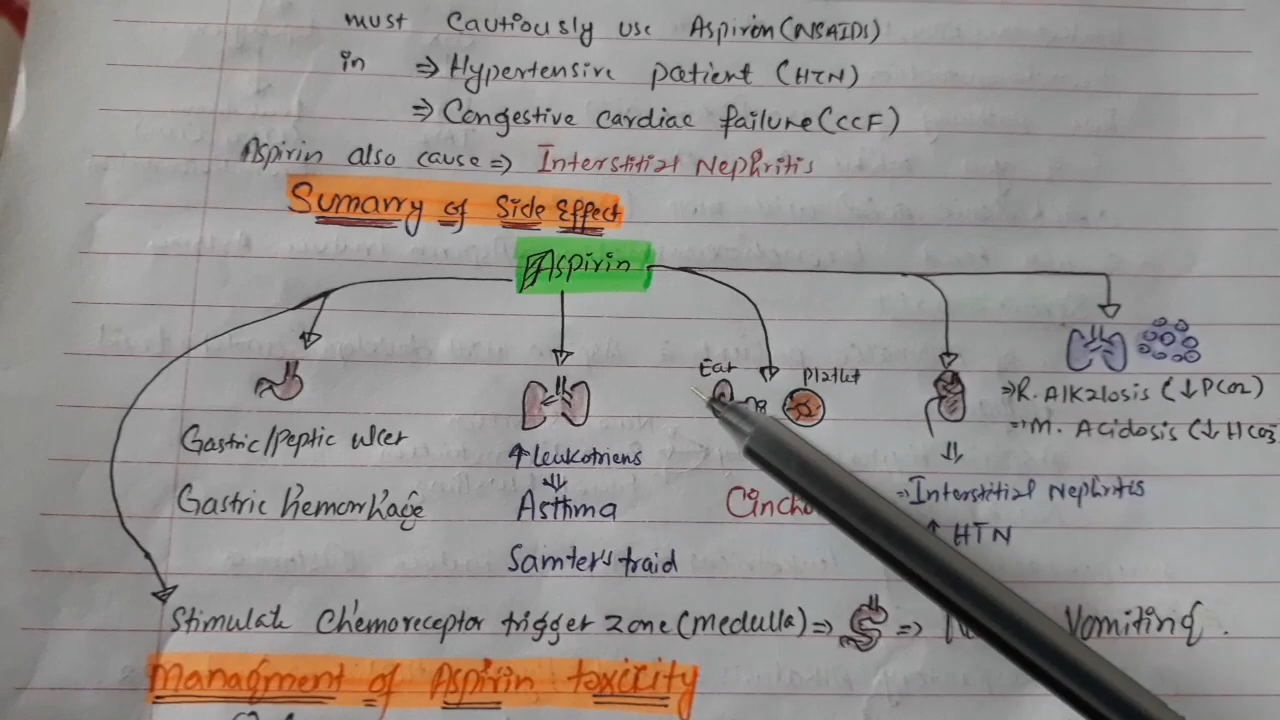 must Cautiously use Aspirin(NSAIDS)
in ⇒ Hypertensive patient (HTN)
⇒ Congestive cardiac failure(CCF)
Aspirin also cause ⇒ Interstitial Nephritis
Sumarry of Side Effect
Aspirin
Ear
Platlet
⇒R. Alkalosis (↓PCO2)
⇒M. Acidosis (↓HCO3
Gastric/Peptic ulcer
Gastric hemorrhage
↑ leukotriens
⇓
Asthma
Samter's traid
⇓
⇒Interstitial Nephritis
↑ HTN
Stimulate Chemoreceptor trigger zone(medulla)⇒ ⇒ Vomiting.
Managment of Aspirin toxicity